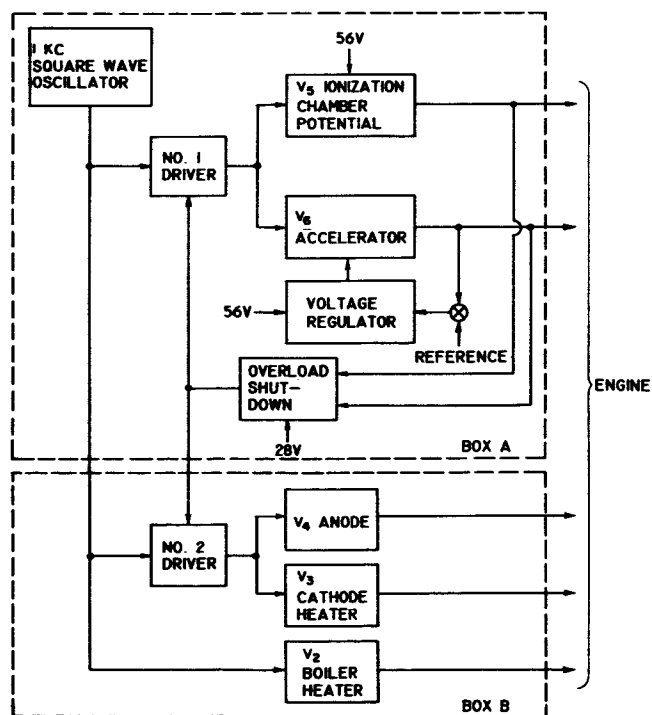 1 KC
SQUARE WAVE
OSCILLATOR
56V
V5 IONIZATION
CHAMBER
POTENTIAL
NO. 1
DRIVER
V6
ACCELERATOR
56V
VOLTAGE
REGULATOR
REFERENCE
OVERLOAD
SHUT-
DOWN
28V
BOX A
ENGINE
NO. 2
DRIVER
V4 ANODE
V3
CATHODE
HEATER
V2
BOILER
HEATER
BOX B